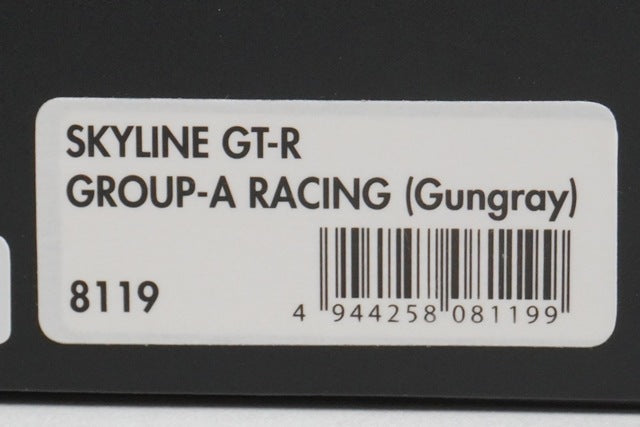 SKYLINE GT-R
GROUP-A RACING (Gungray)
8119
4 944258 081199